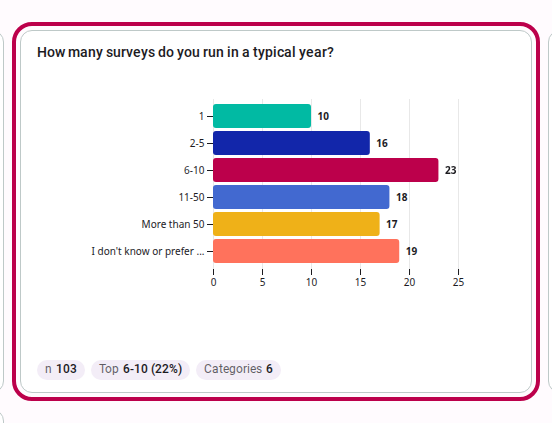 How many surveys do you run in a typical year?
1 10
2-5 16
6-10 23
11-50 18
More than 50 17
I don't know or prefer ... 19
0 5 10 15 20 25
n 103 Top 6-10 (22%) Categories 6